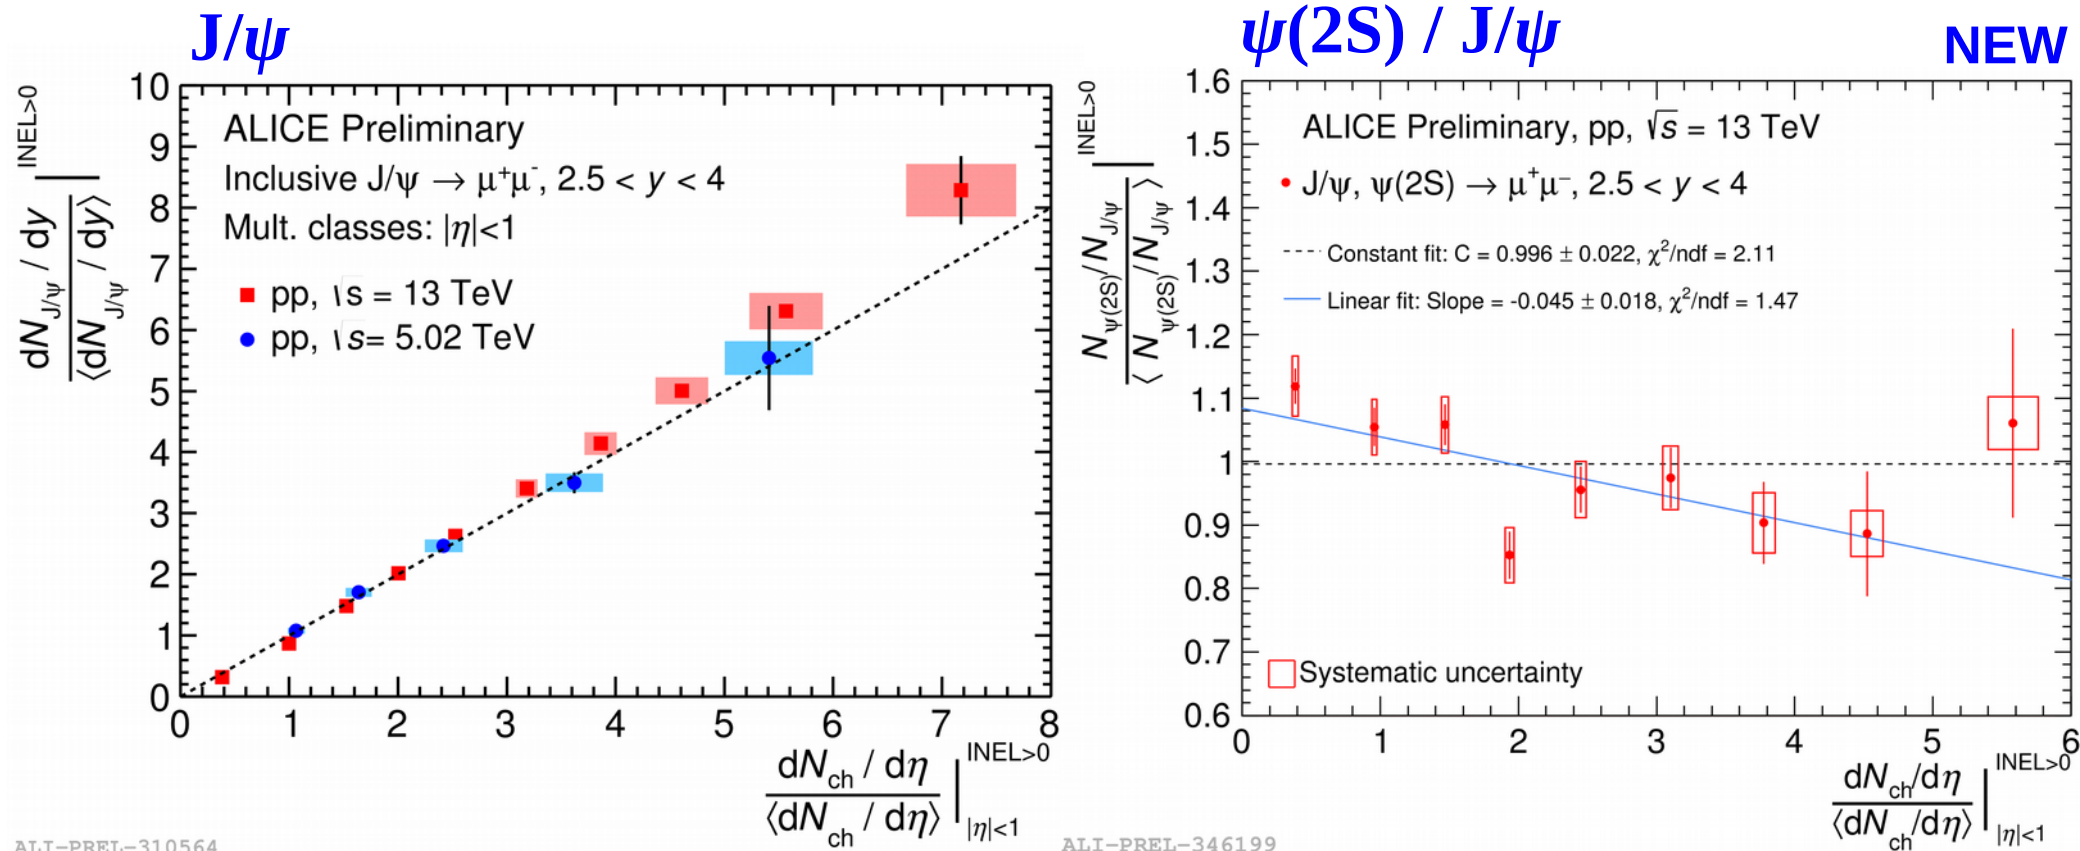 J/ψ
ψ(2S) / J/ψ
NEW
dN_J/ψ / dy
⟨dN_J/ψ / dy⟩
INEL>0
10
9
8
7
6
5
4
3
2
1
0
ALICE Preliminary
Inclusive J/ψ → μ⁺μ⁻, 2.5 < y < 4
Mult. classes: |η|<1
pp, √s = 13 TeV
pp, √s= 5.02 TeV
0 1 2 3 4 5 6 7 8
dN_ch / dη
⟨dN_ch / dη⟩
INEL>0
|η|<1
ALI-PREL-310564
N_ψ(2S)/N_J/ψ
⟨N_ψ(2S)/N_J/ψ⟩
INEL>0
1.6
1.5
1.4
1.3
1.2
1.1
1
0.9
0.8
0.7
0.6
ALICE Preliminary, pp, √s = 13 TeV
J/ψ, ψ(2S) → μ⁺μ⁻, 2.5 < y < 4
Constant fit: C = 0.996 ± 0.022, χ²/ndf = 2.11
Linear fit: Slope = -0.045 ± 0.018, χ²/ndf = 1.47
Systematic uncertainty
0 1 2 3 4 5 6
dN_ch/dη
⟨dN_ch/dη⟩
INEL>0
|η|<1
ALI-PREL-346199